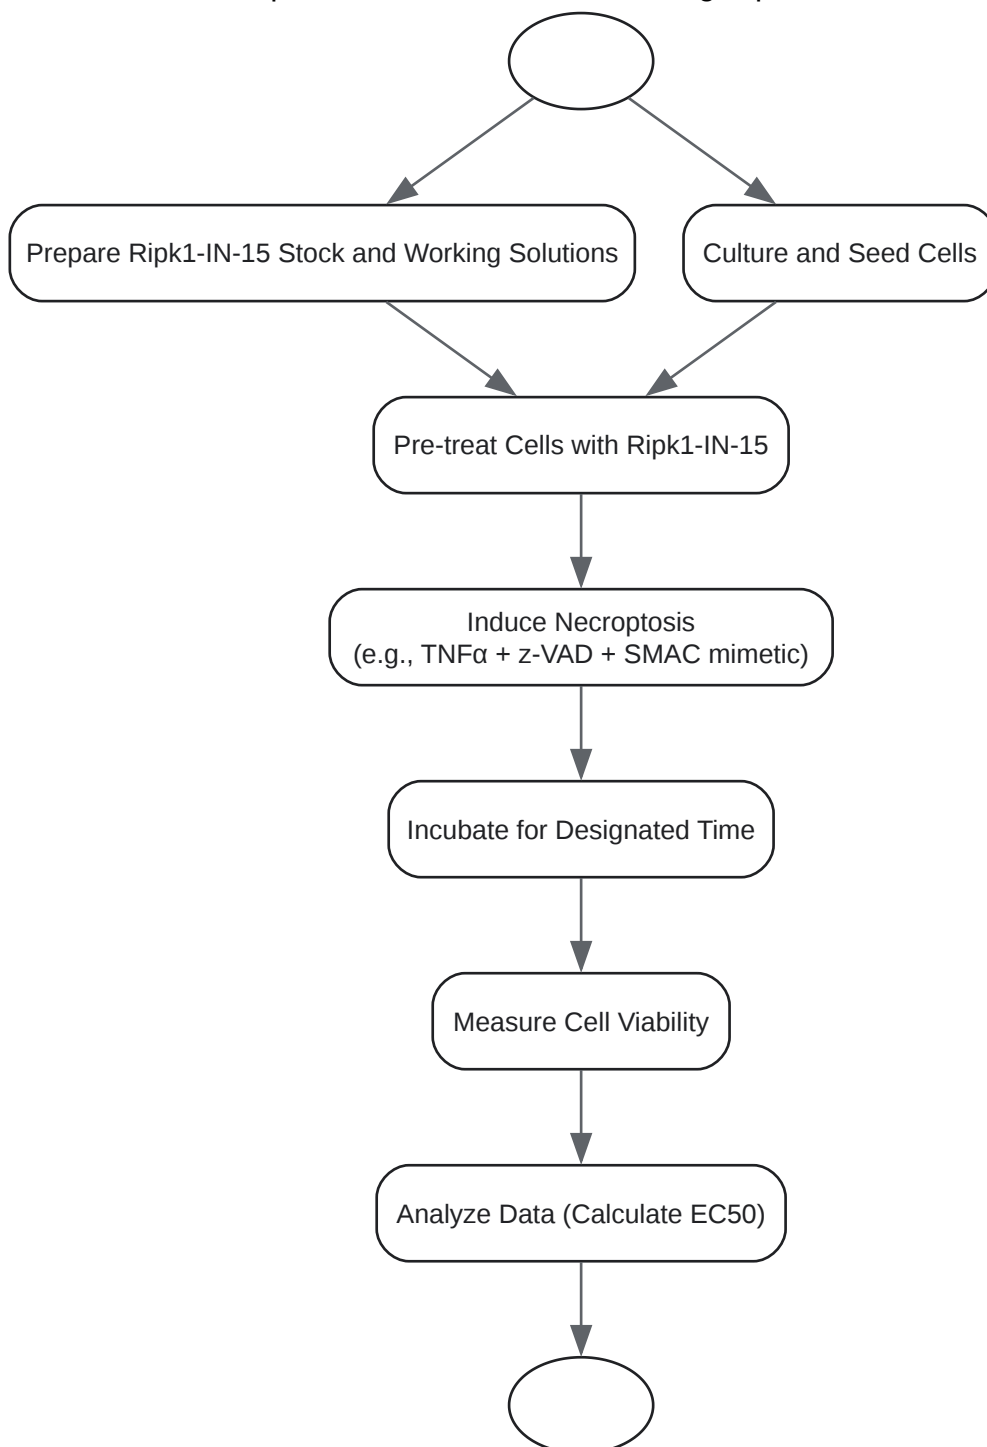 Prepare Ripk1-IN-15 Stock and Working Solutions
Culture and Seed Cells
Pre-treat Cells with Ripk1-IN-15
Induce Necroptosis
(e.g., TNFα + z-VAD + SMAC mimetic)
Incubate for Designated Time
Measure Cell Viability
Analyze Data (Calculate EC50)